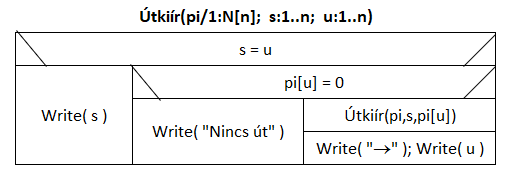 Útkiír(pi/1:N[n]; s:1..n; u:1..n)
s = u
pi[u] = 0
Write( s )
Write( "Nincs út" )
Útkiír(pi,s,pi[u])
Write( "→" ); Write( u )